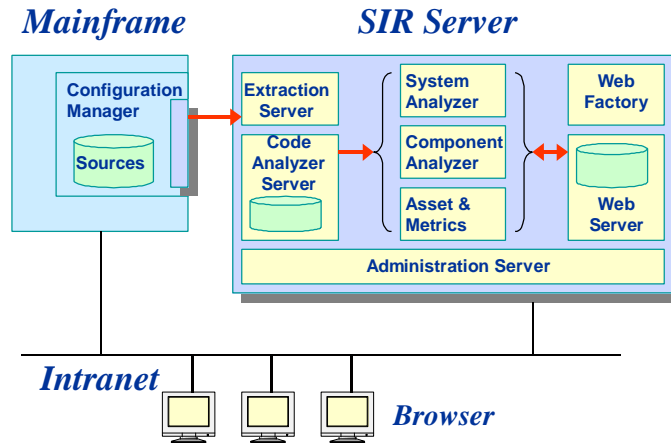 Mainframe
SIR Server
Configuration
Manager
Sources
Extraction
Server
Code
Analyzer
Server
System
Analyzer
Component
Analyzer
Asset &
Metrics
Web
Factory
Web
Server
Administration Server
Intranet
Browser